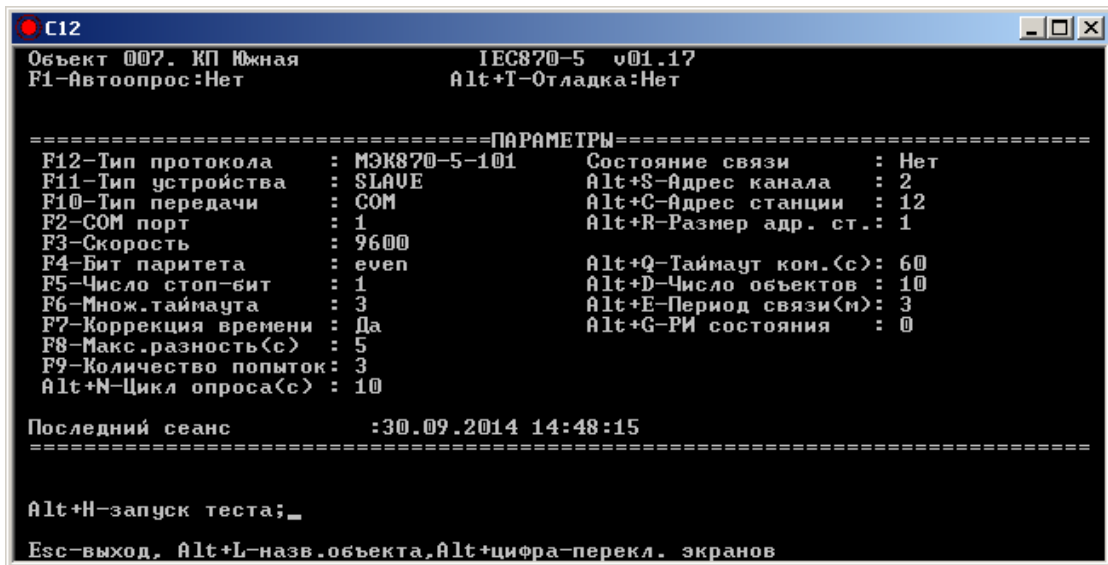 C12
Объект 007. КП Южная IEC870-5 v01.17
F1-Автоопрос:Нет Alt+T-Отладка:Нет
==================================ПАРАМЕТРЫ===================================
F12-Тип протокола : МЭК870-5-101 Состояние связи : Нет
F11-Тип устройства : SLAVE Alt+S-Адрес канала : 2
F10-Тип передачи : COM Alt+C-Адрес станции : 12
F2-COM порт : 1 Alt+R-Размер адр. ст.: 1
F3-Скорость : 9600
F4-Бит паритета : even Alt+Q-Таймаут ком.(с): 60
F5-Число стоп-бит : 1 Alt+D-Число объектов : 10
F6-Множ.таймаута : 3 Alt+E-Период связи(м): 3
F7-Коррекция времени : Да Alt+G-РИ состояния : 0
F8-Макс.разность(с) : 5
F9-Количество попыток: 3
Alt+N-Цикл опроса(с) : 10
Последний сеанс :30.09.2014 14:48:15
==============================================================================
Alt+H-запуск теста;_
Esc-выход, Alt+L-назв.объекта,Alt+цифра-перекл. экранов